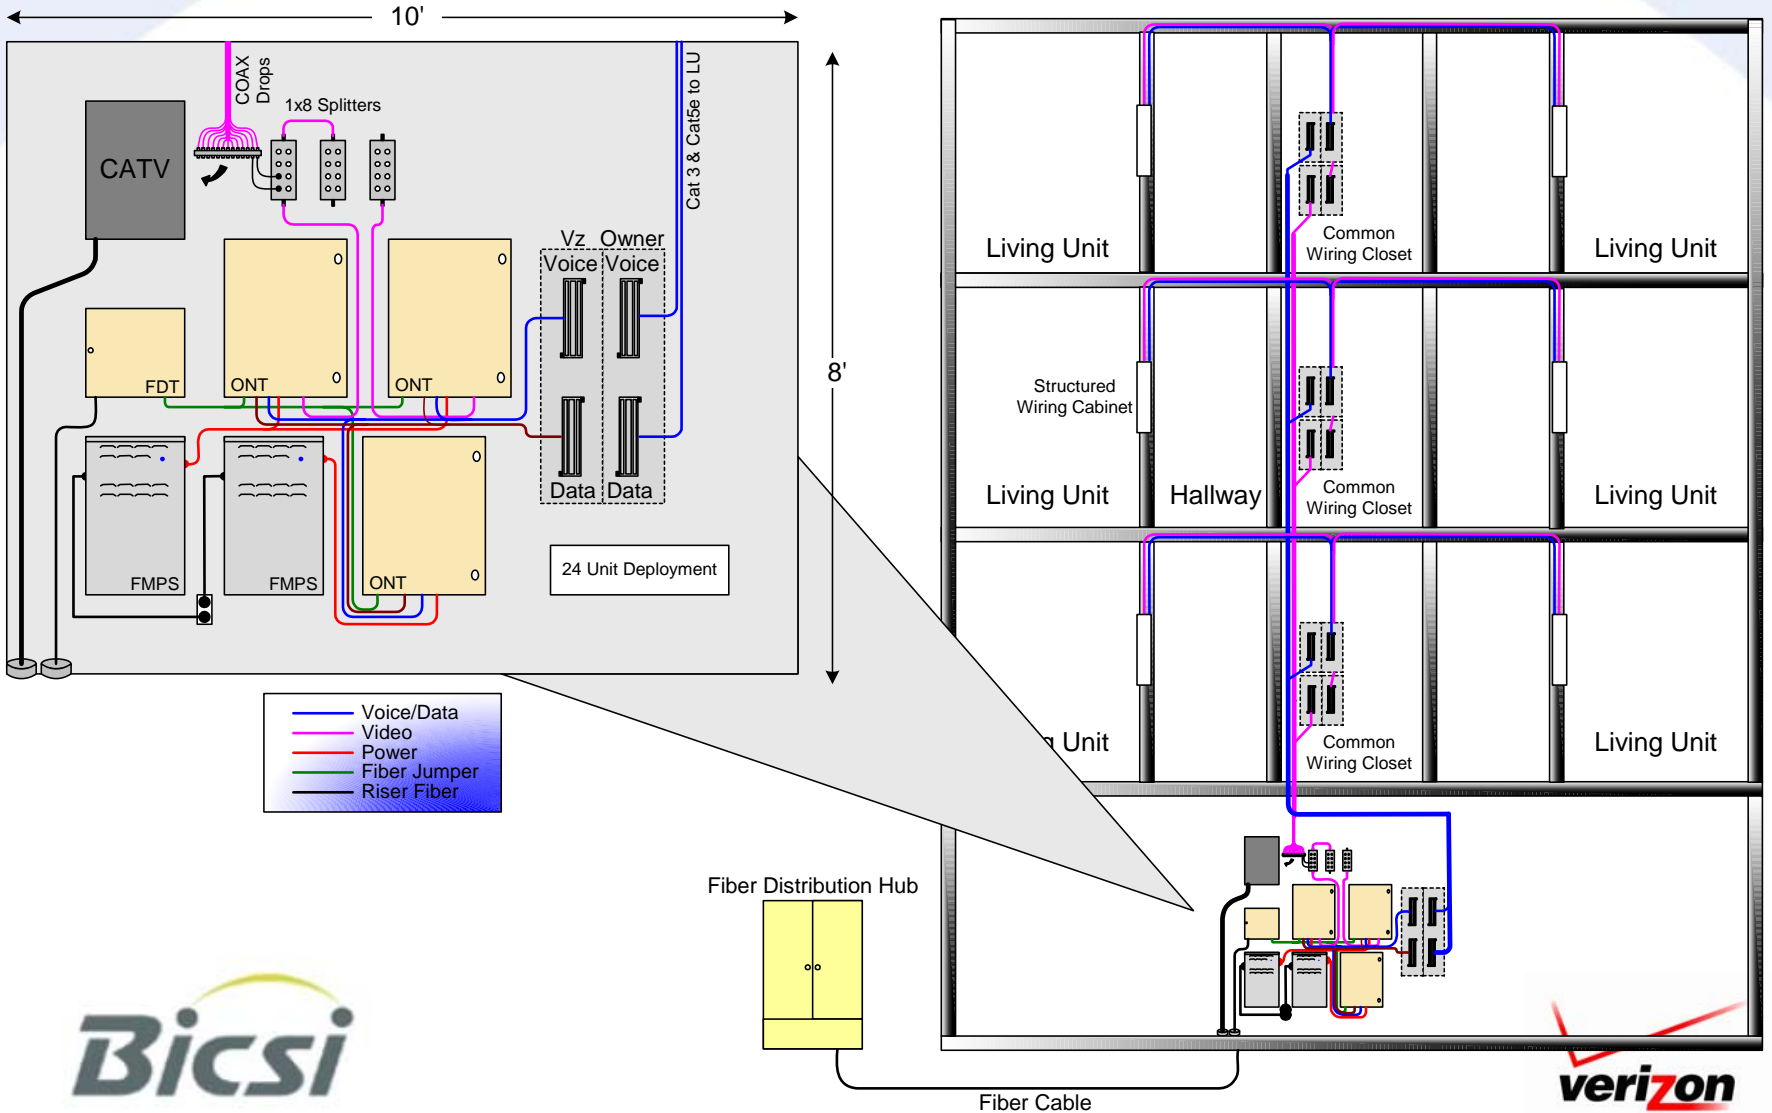 10'
COAX
Drops
1x8 Splitters
Cat 3 & Cat5e to LU
CATV
Vz
Voice
Owner
Voice
8'
FDT
ONT
ONT
Data
Data
FMPS
FMPS
ONT
24 Unit Deployment
Voice/Data
Video
Power
Fiber Jumper
Riser Fiber
Living Unit
Common
Wiring Closet
Living Unit
Structured
Wiring Cabinet
Living Unit
Hallway
Common
Wiring Closet
Living Unit
g Unit
Common
Wiring Closet
Living Unit
Fiber Distribution Hub
Fiber Cable
Bicsi
verizon